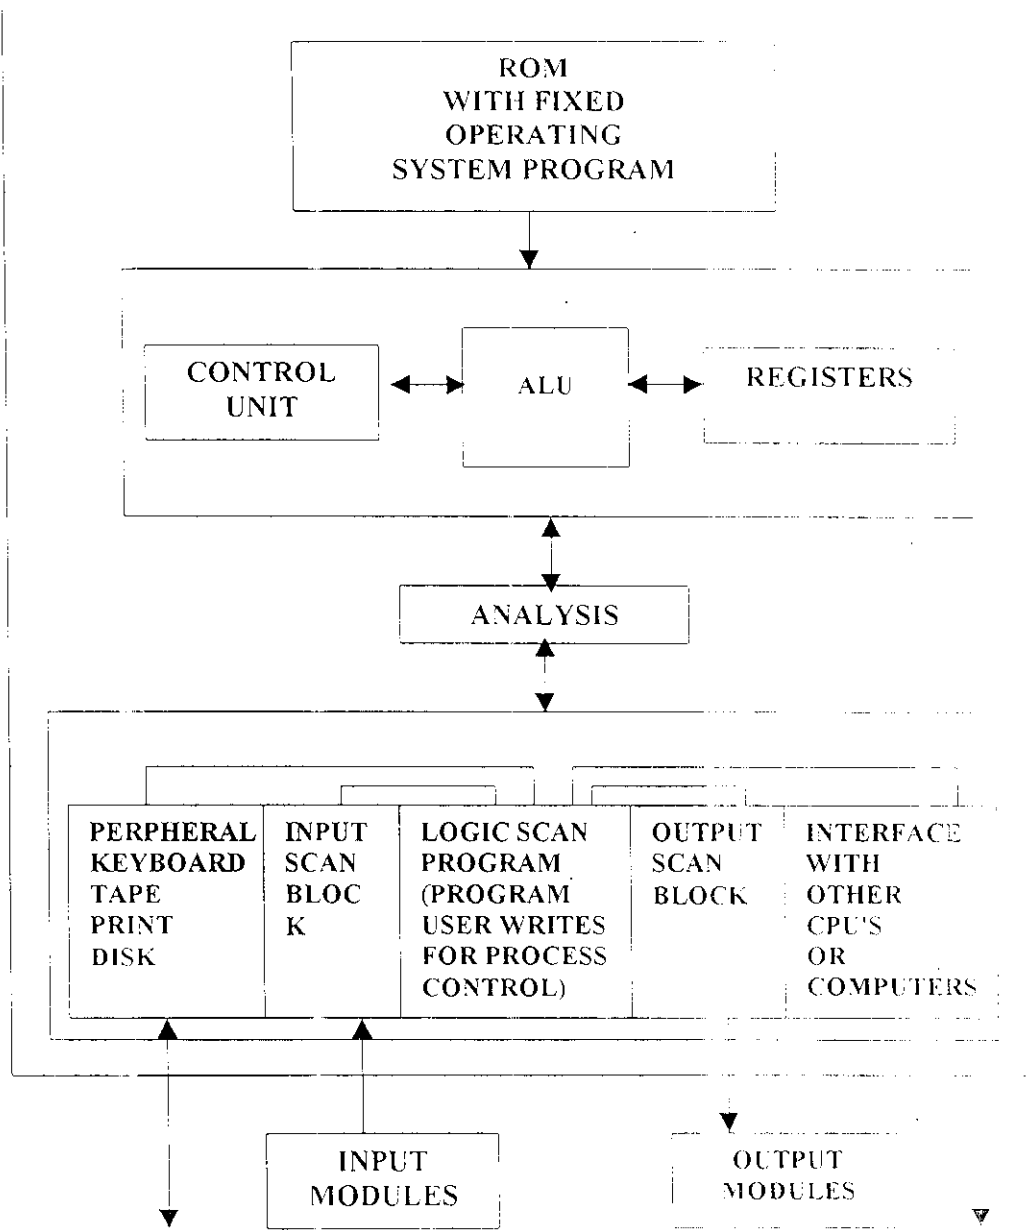 ROM
WITH FIXED
OPERATING
SYSTEM PROGRAM
CONTROL
UNIT
ALU
REGISTERS
ANALYSIS
PERPHERAL
KEYBOARD
TAPE
PRINT
DISK
INPUT
SCAN
BLOC
K
LOGIC SCAN
PROGRAM
(PROGRAM
USER WRITES
FOR PROCESS
CONTROL)
OUTPUT
SCAN
BLOCK
INTERFACE
WITH
OTHER
CPU'S
OR
COMPUTERS
INPUT
MODULES
OUTPUT
MODULES